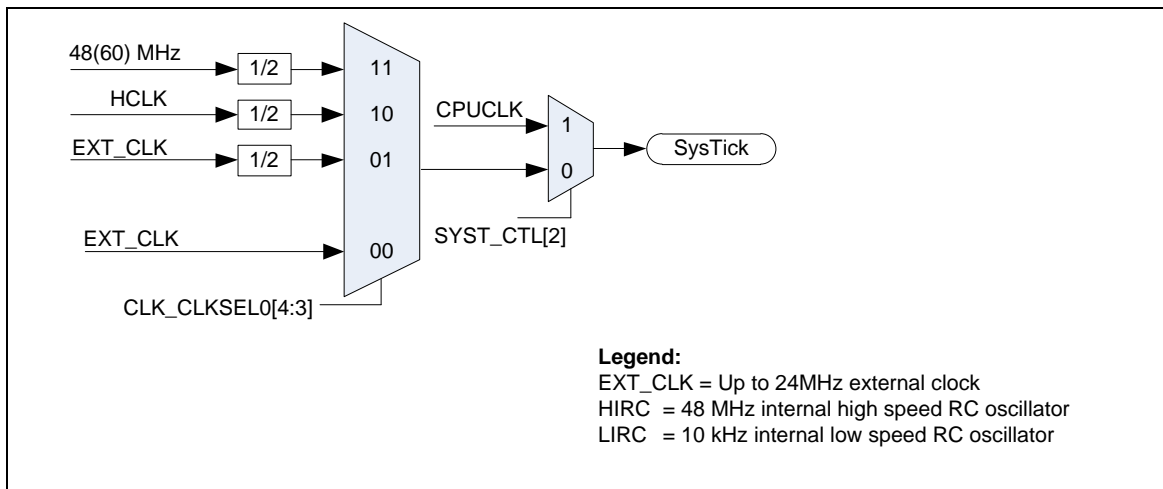 48(60) MHz
1/2
11
HCLK
1/2
10
EXT_CLK
1/2
01
EXT_CLK
00
CLK_CLKSEL0[4:3]
CPUCLK
1
0
SYST_CTL[2]
SysTick
Legend:
EXT_CLK = Up to 24MHz external clock
HIRC = 48 MHz internal high speed RC oscillator
LIRC = 10 kHz internal low speed RC oscillator